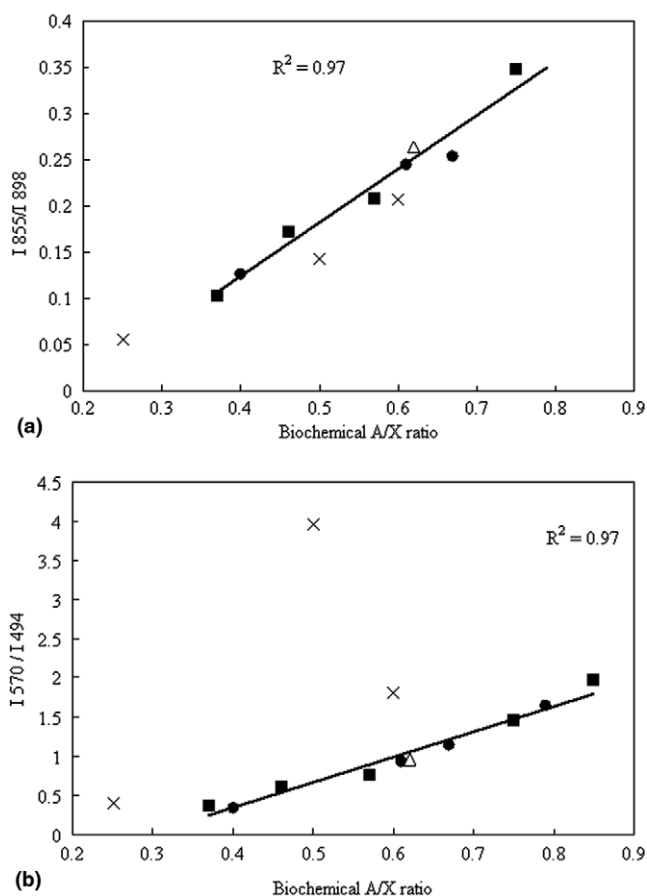 R² = 0.97
0.4
0.35
0.3
0.25
0.2
0.15
0.1
0.05
0
I 855/I 898
0.2 0.3 0.4 0.5 0.6 0.7 0.8 0.9
Biochemical A/X ratio
(a)
R² = 0.97
4.5
4
3.5
3
2.5
2
1.5
1
0.5
0
I 570 / I 494
0.2 0.3 0.4 0.5 0.6 0.7 0.8 0.9
Biochemical A/X ratio
(b)